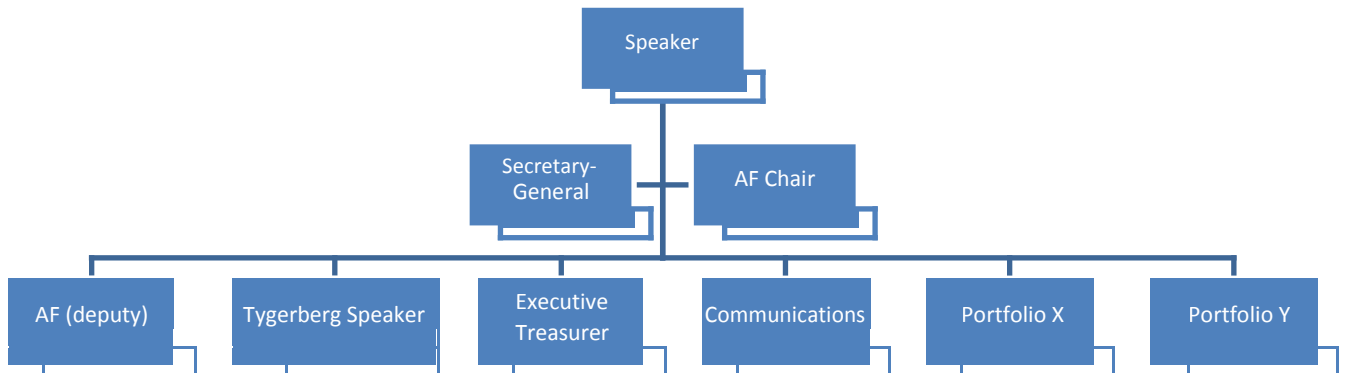 Speaker
Secretary-
General
AF Chair
AF (deputy)
Tygerberg Speaker
Executive
Treasurer
Communications
Portfolio X
Portfolio Y